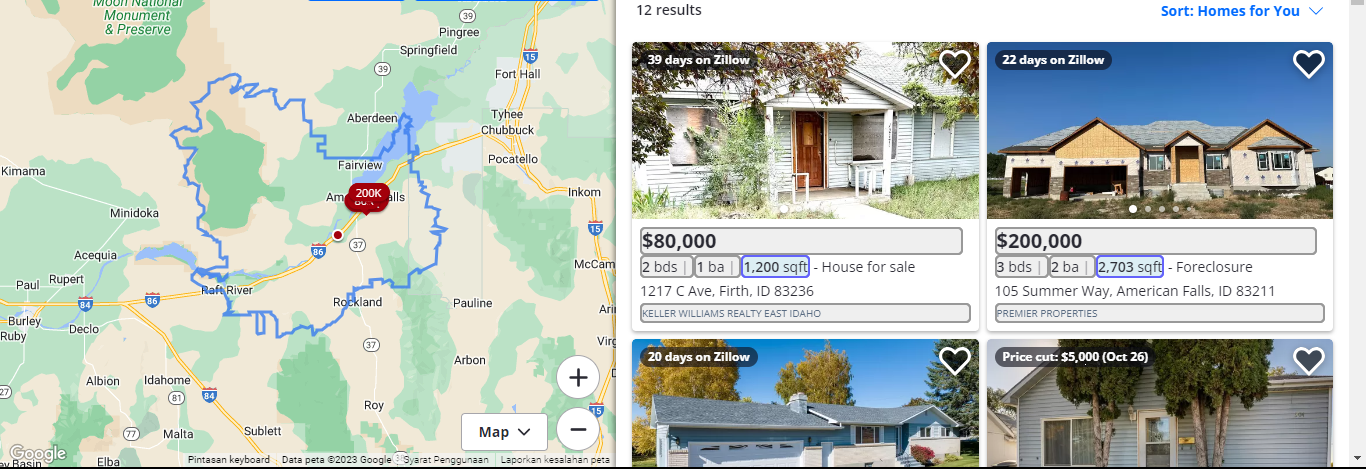 Moon National
Monument
& Preserve
39
Pingree
Springfield
15
39
Fort Hall
Aberdeen
Tyhee
Chubbuck
Fairview
Pocatello
Kimama
200K
Inkom
Minidoka
15
37
86
Acequia
McCam
Rupert
Paul
Raft River
86
Rockland
Pauline
84
Burley
Declo
Ruby
37
Arbon
Albion
Idahome
27
81
84
15
Roy
Map
77
Malta
Sublett
Elba
Google
Pintasan keyboard
Data peta ©2023 Google
Syarat Penggunaan
Laporkan kesalahan peta
12 results
Sort: Homes for You
39 days on Zillow
$80,000
2 bds | 1 ba | 1,200 sqft - House for sale
1217 C Ave, Firth, ID 83236
KELLER WILLIAMS REALTY EAST IDAHO
22 days on Zillow
$200,000
3 bds | 2 ba | 2,703 sqft - Foreclosure
105 Summer Way, American Falls, ID 83211
PREMIER PROPERTIES
20 days on Zillow
Price cut: $5,000 (Oct 26)